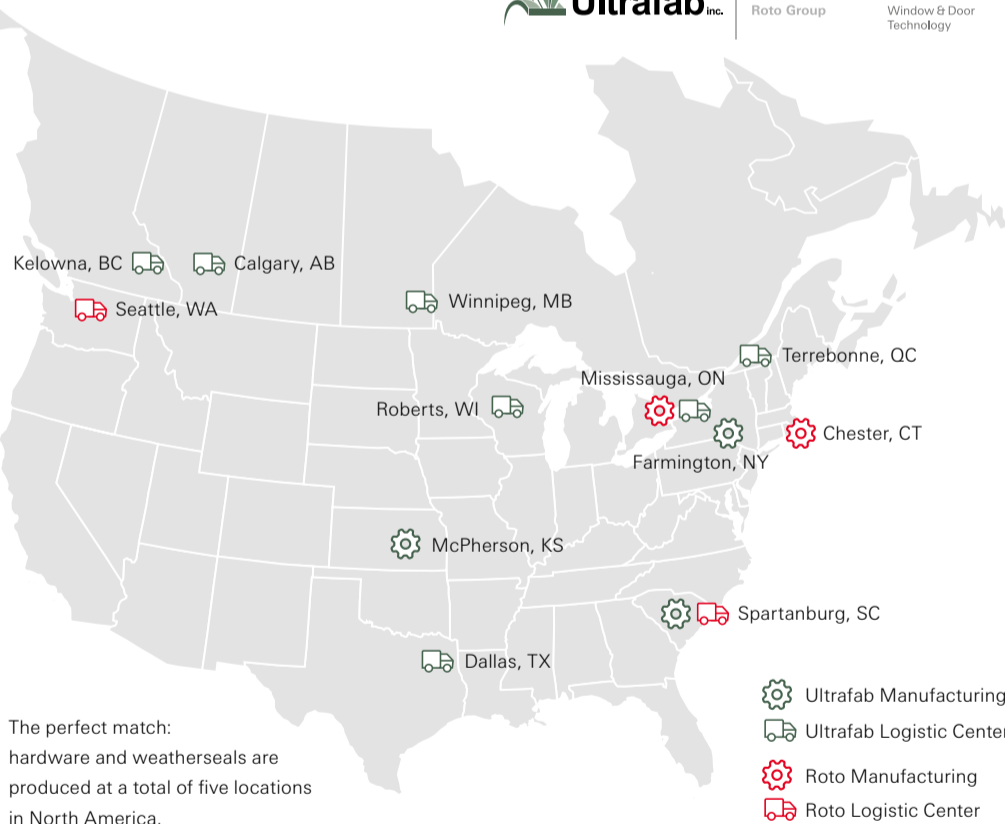 Ultrafab inc.
Roto Group
Window & Door
Technology
Kelowna, BC
Calgary, AB
Seattle, WA
Winnipeg, MB
Terrebonne, QC
Mississauga, ON
Roberts, WI
Chester, CT
Farmington, NY
McPherson, KS
Spartanburg, SC
Dallas, TX
The perfect match:
hardware and weatherseals are
produced at a total of five locations
in North America.
Ultrafab Manufacturing
Ultrafab Logistic Center
Roto Manufacturing
Roto Logistic Center